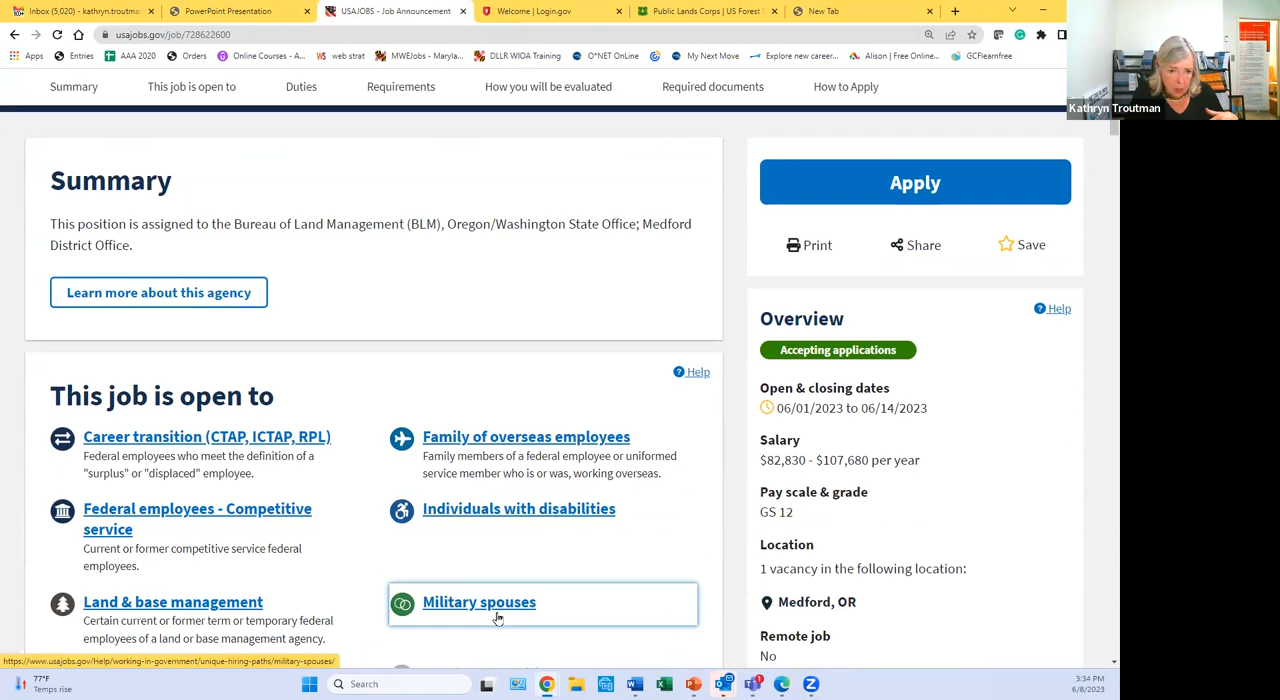 Inbox (5,020) - kathryn.troutma
PowerPoint Presentation
USAJOBS - Job Announcement
Welcome | Login.gov
Public Lands Corps | US Forest
New Tab
usajobs.gov/job/728622600
Apps
Entries
AAA 2020
Orders
Online Courses - A...
web strat
MWEJobs - Maryla...
DLLR WIOA Training
O*NET OnLine
My Next Move
Explore new career...
Alison | Free Online...
GCFlearnfree
Kathryn Troutman
Summary
This job is open to
Duties
Requirements
How you will be evaluated
Required documents
How to Apply
Summary
This position is assigned to the Bureau of Land Management (BLM), Oregon/Washington State Office; Medford
District Office.
Learn more about this agency
Apply
Print
Share
Save
Help
This job is open to
Career transition (CTAP, ICTAP, RPL)
Federal employees who meet the definition of a
"surplus" or "displaced" employee.
Family of overseas employees
Family members of a federal employee or uniformed
service member who is or was, working overseas.
Federal employees - Competitive
service
Current or former competitive service federal
employees.
Individuals with disabilities
Land & base management
Certain current or former term or temporary federal
employees of a land or base management agency.
Military spouses
Help
Overview
Accepting applications
Open & closing dates
06/01/2023 to 06/14/2023
Salary
$82,830 - $107,680 per year
Pay scale & grade
GS 12
Location
1 vacancy in the following location:
Medford, OR
Remote job
No
https://www.usajobs.gov/Help/working-in-government/unique-hiring-paths/military-spouses/
77°F
Temps rise
Search
3:34 PM
6/8/2023